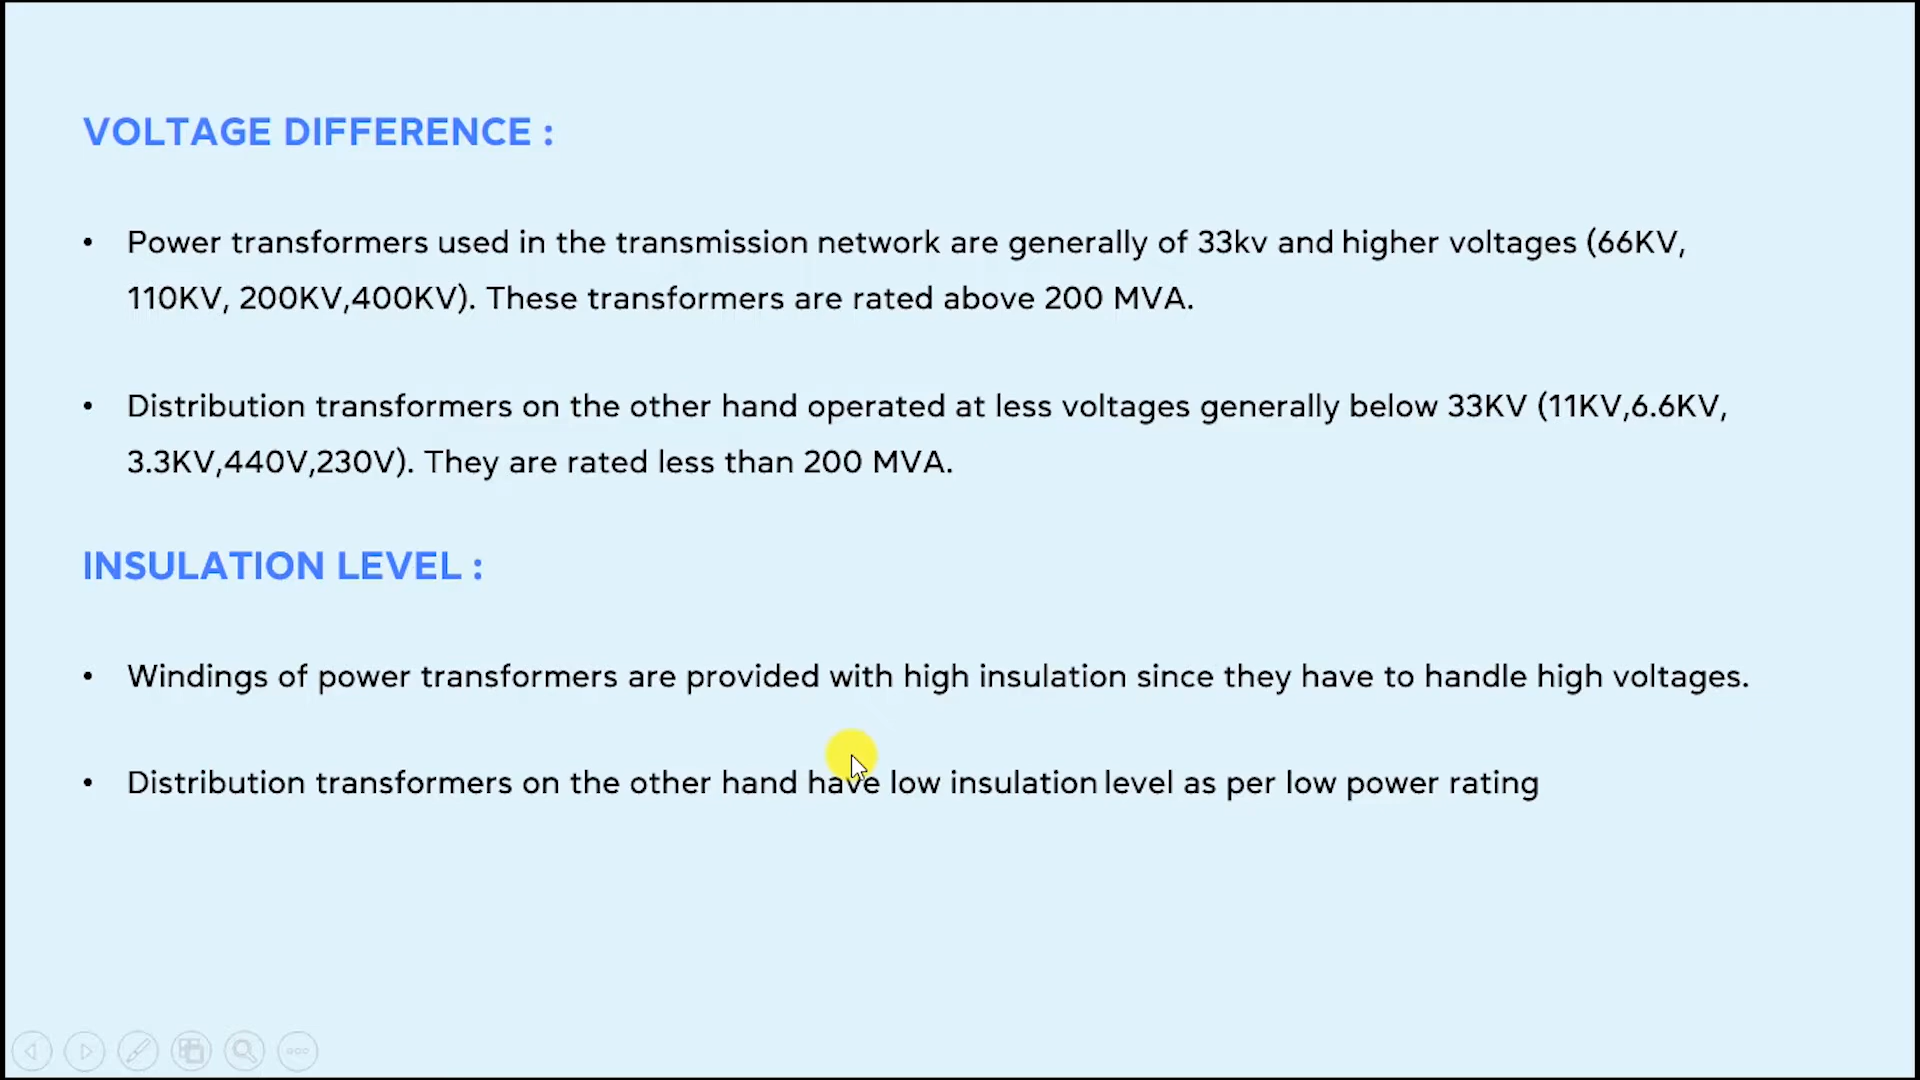 VOLTAGE DIFFERENCE :
• Power transformers used in the transmission network are generally of 33kv and higher voltages (66KV,
110KV, 200KV,400KV). These transformers are rated above 200 MVA.
• Distribution transformers on the other hand operated at less voltages generally below 33KV (11KV,6.6KV,
3.3KV,440V,230V). They are rated less than 200 MVA.
INSULATION LEVEL :
• Windings of power transformers are provided with high insulation since they have to handle high voltages.
• Distribution transformers on the other hand have low insulation level as per low power rating